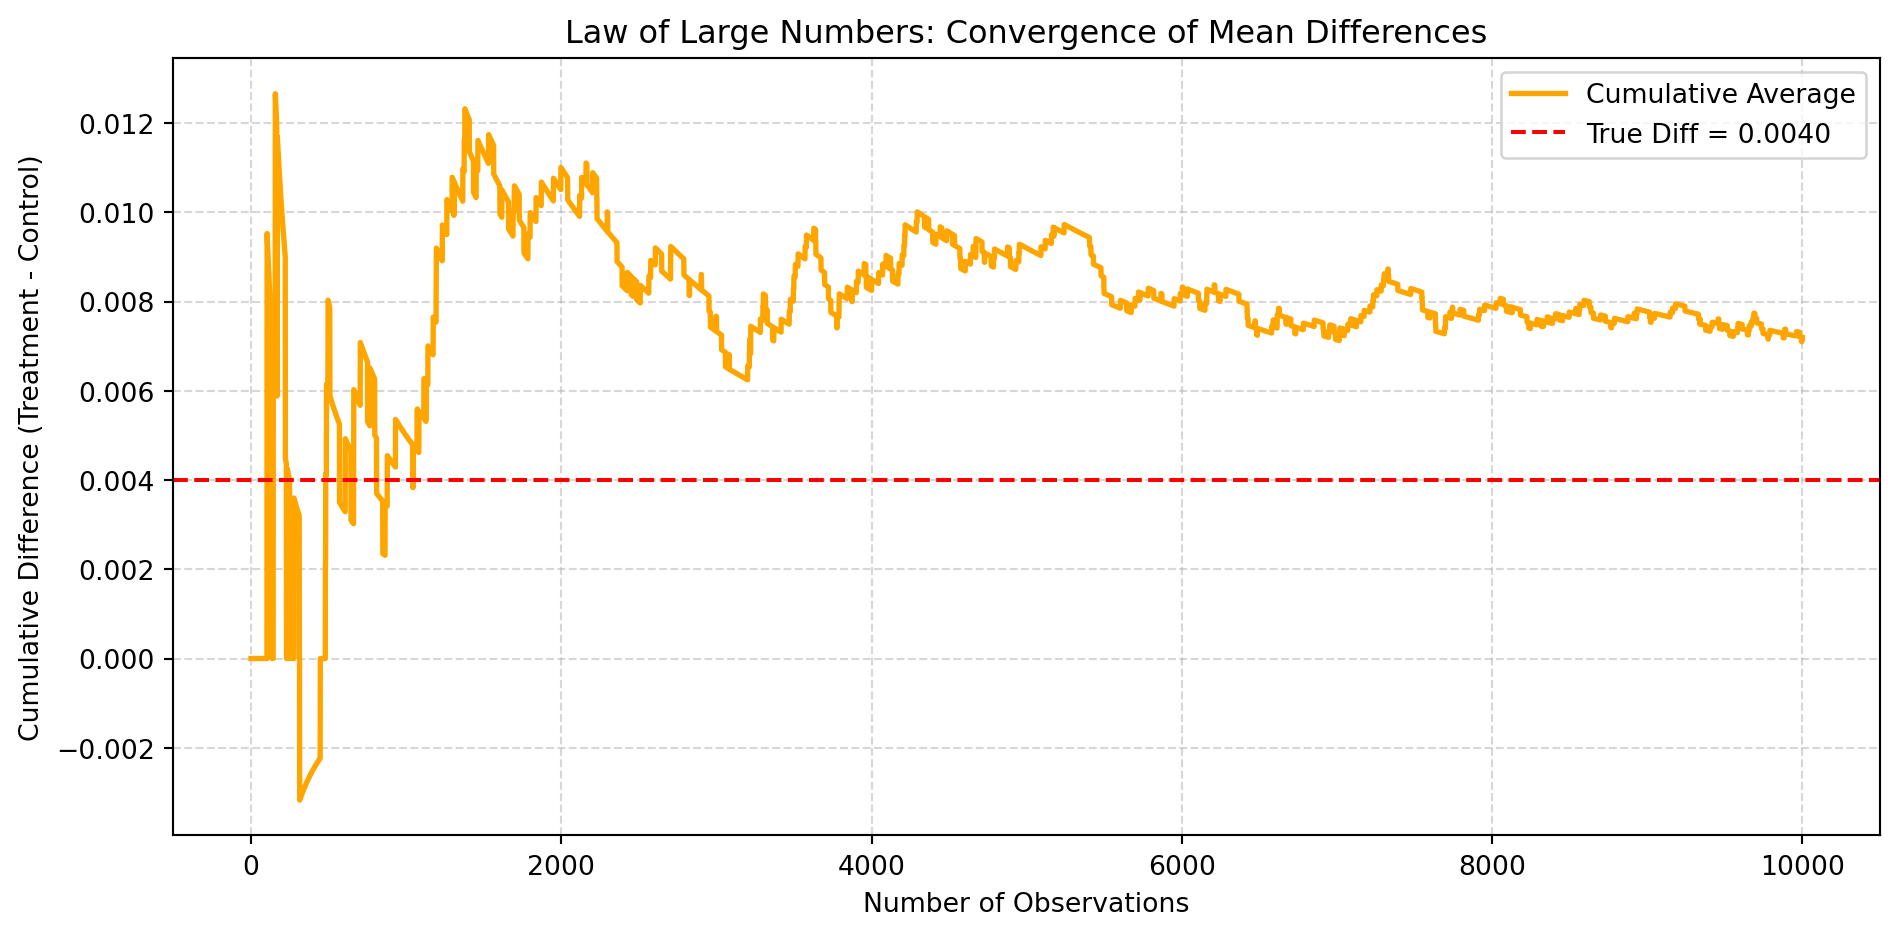 Law of Large Numbers: Convergence of Mean Differences
Cumulative Average
True Diff = 0.0040
Cumulative Difference (Treatment - Control)
0.012
0.010
0.008
0.006
0.004
0.002
0.000
−0.002
0
2000
4000
6000
8000
10000
Number of Observations